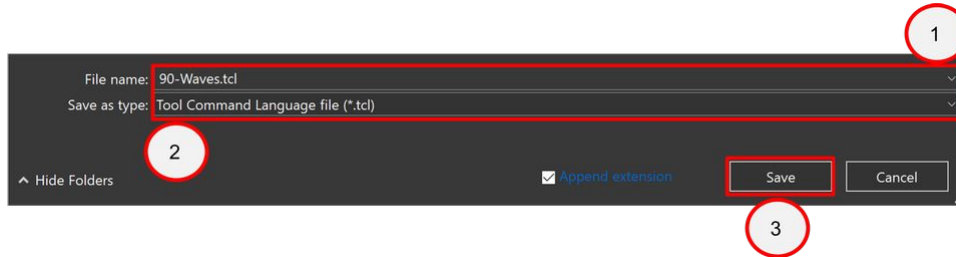 1
File name: 90-Waves.tcl
Save as type: Tool Command Language file (*.tcl)
2
Hide Folders Append extension Save Cancel
3